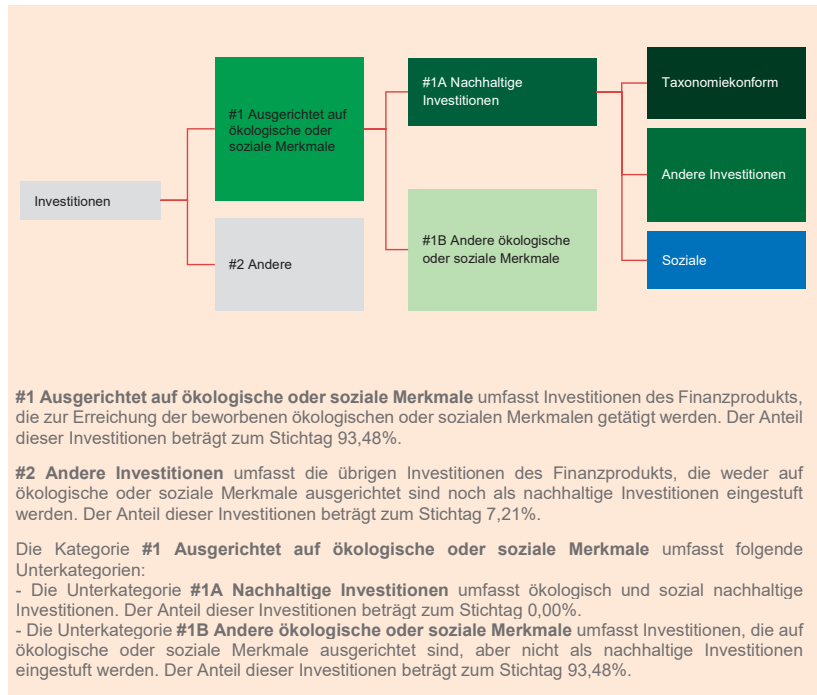 Investitionen
#1 Ausgerichtet auf
ökologische oder
soziale Merkmale
#2 Andere
#1A Nachhaltige
Investitionen
#1B Andere ökologische
oder soziale Merkmale
Taxonomiekonform
Andere Investitionen
Soziale
#1 Ausgerichtet auf ökologische oder soziale Merkmale umfasst Investitionen des Finanzprodukts,
die zur Erreichung der beworbenen ökologischen oder sozialen Merkmalen getätigt werden. Der Anteil
dieser Investitionen beträgt zum Stichtag 93,48%.
#2 Andere Investitionen umfasst die übrigen Investitionen des Finanzprodukts, die weder auf
ökologische oder soziale Merkmale ausgerichtet sind noch als nachhaltige Investitionen eingestuft
werden. Der Anteil dieser Investitionen beträgt zum Stichtag 7,21%.
Die Kategorie #1 Ausgerichtet auf ökologische oder soziale Merkmale umfasst folgende
Unterkategorien:
- Die Unterkategorie #1A Nachhaltige Investitionen umfasst ökologisch und sozial nachhaltige
Investitionen. Der Anteil dieser Investitionen beträgt zum Stichtag 0,00%.
- Die Unterkategorie #1B Andere ökologische oder soziale Merkmale umfasst Investitionen, die auf
ökologische oder soziale Merkmale ausgerichtet sind, aber nicht als nachhaltige Investitionen
eingestuft werden. Der Anteil dieser Investitionen beträgt zum Stichtag 93,48%.